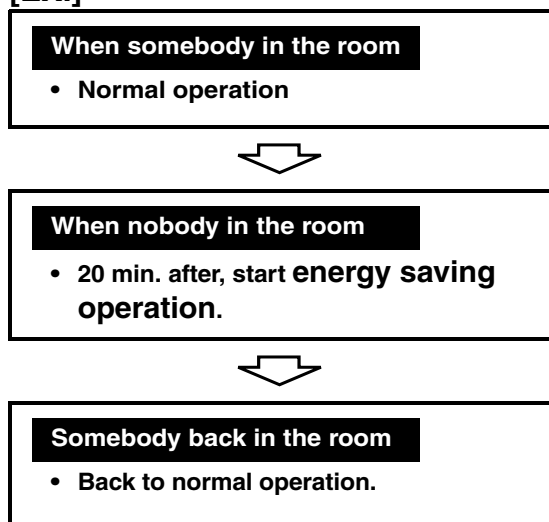 When somebody in the room
• Normal operation
When nobody in the room
• 20 min. after, start energy saving
operation.
Somebody back in the room
• Back to normal operation.